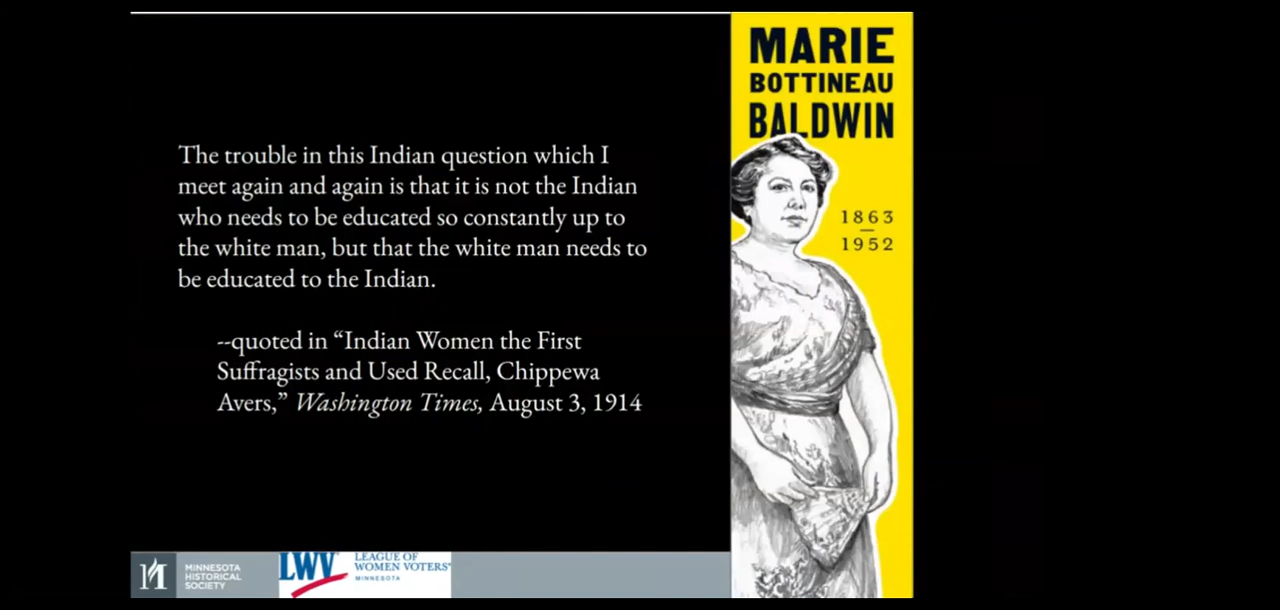 The trouble in this Indian question which I
meet again and again is that it is not the Indian
who needs to be educated so constantly up to
the white man, but that the white man needs to
be educated to the Indian.
--quoted in “Indian Women the First
Suffragists and Used Recall, Chippewa
Avers,” Washington Times, August 3, 1914
MARIE
BOTTINEAU
BALDWIN
1863
—
1952
MINNESOTA
HISTORICAL
SOCIETY
LWV
LEAGUE OF
WOMEN VOTERS®
MINNESOTA